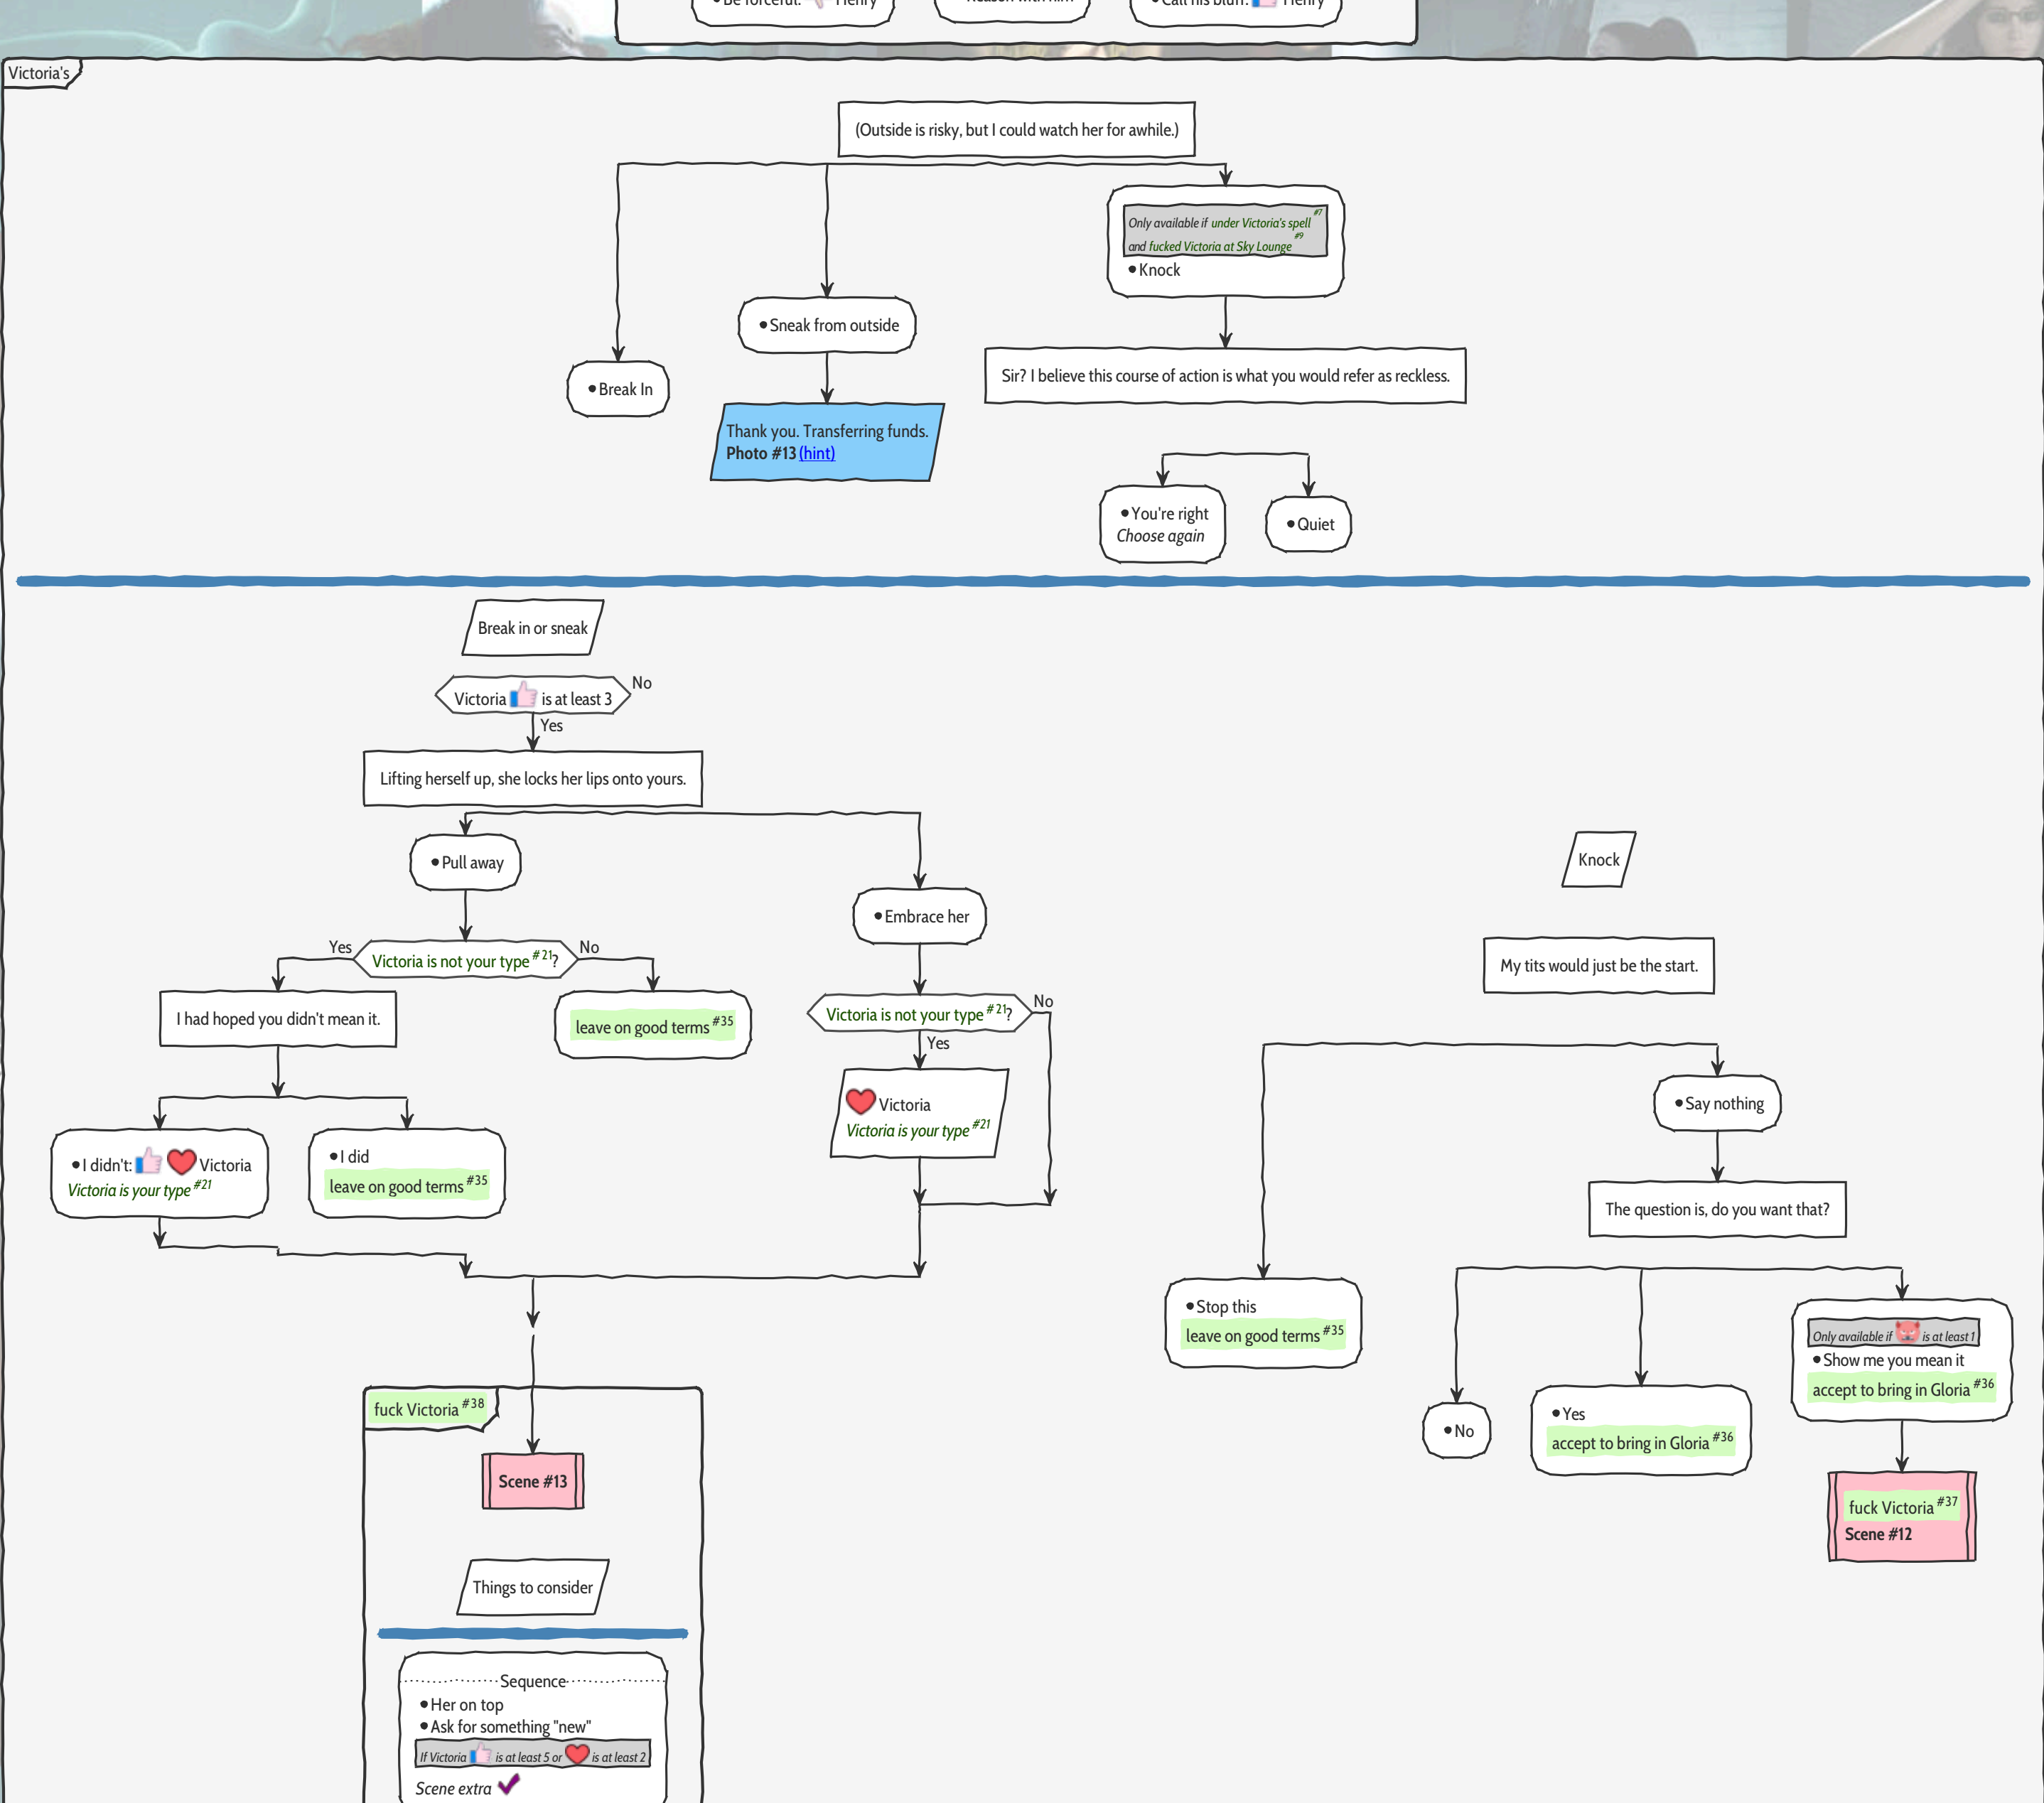 Be forceful: Henry
Reason with him
Call his bluff: Henry
Victoria's
(Outside is risky, but I could watch her for awhile.)
Only available if under Victoria's spell #7
and fucked Victoria at Sky Lounge #9
Knock
Sneak from outside
Break In
Sir? I believe this course of action is what you would refer as reckless.
Thank you. Transferring funds.
Photo #13 (hint)
You're right
Choose again
Quiet
Break in or sneak
Victoria is at least 3
No
Yes
Lifting herself up, she locks her lips onto yours.
Pull away
Embrace her
Yes
Victoria is not your type #21?
No
I had hoped you didn't mean it.
leave on good terms #35
Victoria is not your type #21?
No
Yes
Victoria
Victoria is your type #21
I didn't: Victoria
Victoria is your type #21
I did
leave on good terms #35
Knock
My tits would just be the start.
Say nothing
The question is, do you want that?
Stop this
leave on good terms #35
No
Yes
accept to bring in Gloria #36
Only available if is at least 1
Show me you mean it
accept to bring in Gloria #36
fuck Victoria #37
Scene #12
fuck Victoria #38
Scene #13
Things to consider
Sequence
Her on top
Ask for something "new"
If Victoria is at least 5 or is at least 2
Scene extra